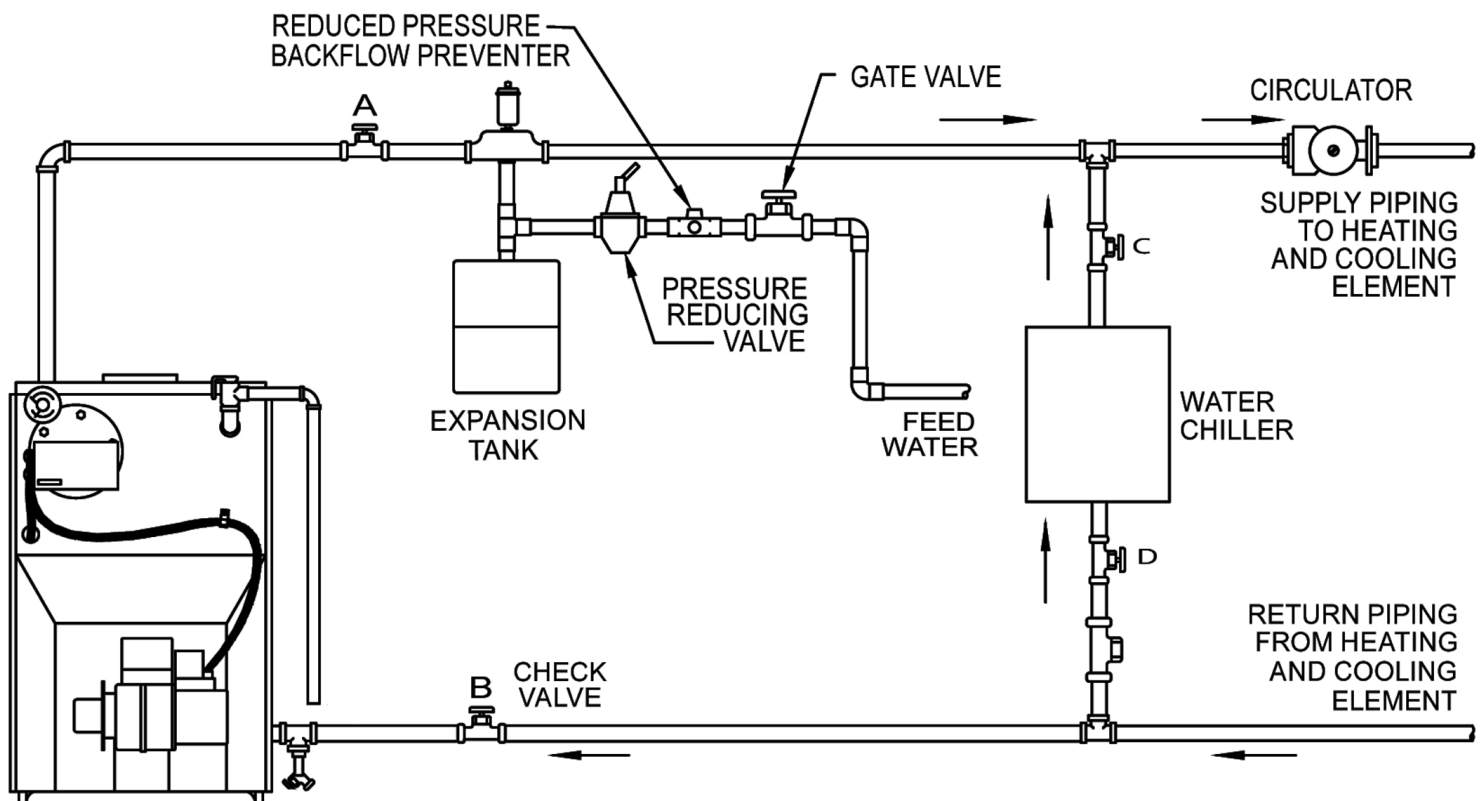 REDUCED PRESSURE
BACKFLOW PREVENTER
GATE VALVE
CIRCULATOR
A
SUPPLY PIPING
TO HEATING
AND COOLING
ELEMENT
C
PRESSURE
REDUCING
VALVE
EXPANSION
TANK
FEED
WATER
WATER
CHILLER
D
RETURN PIPING
FROM HEATING
AND COOLING
ELEMENT
B
CHECK
VALVE